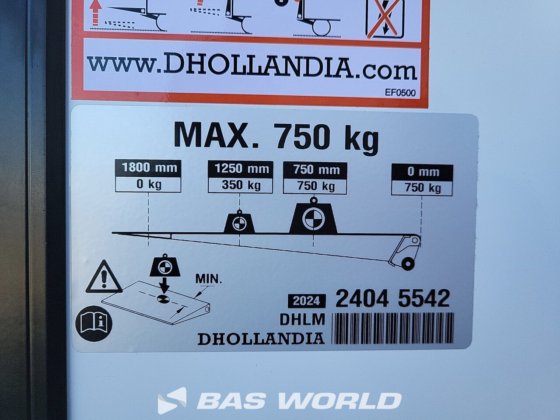 www.DHOLLANDIA.com
EF0500
MAX. 750 kg
1800 mm 1250 mm 750 mm 0 mm
0 kg 350 kg 750 kg 750 kg
MIN.
2024 2404 5542
DHLM
DHOLLANDIA
BAS WORLD